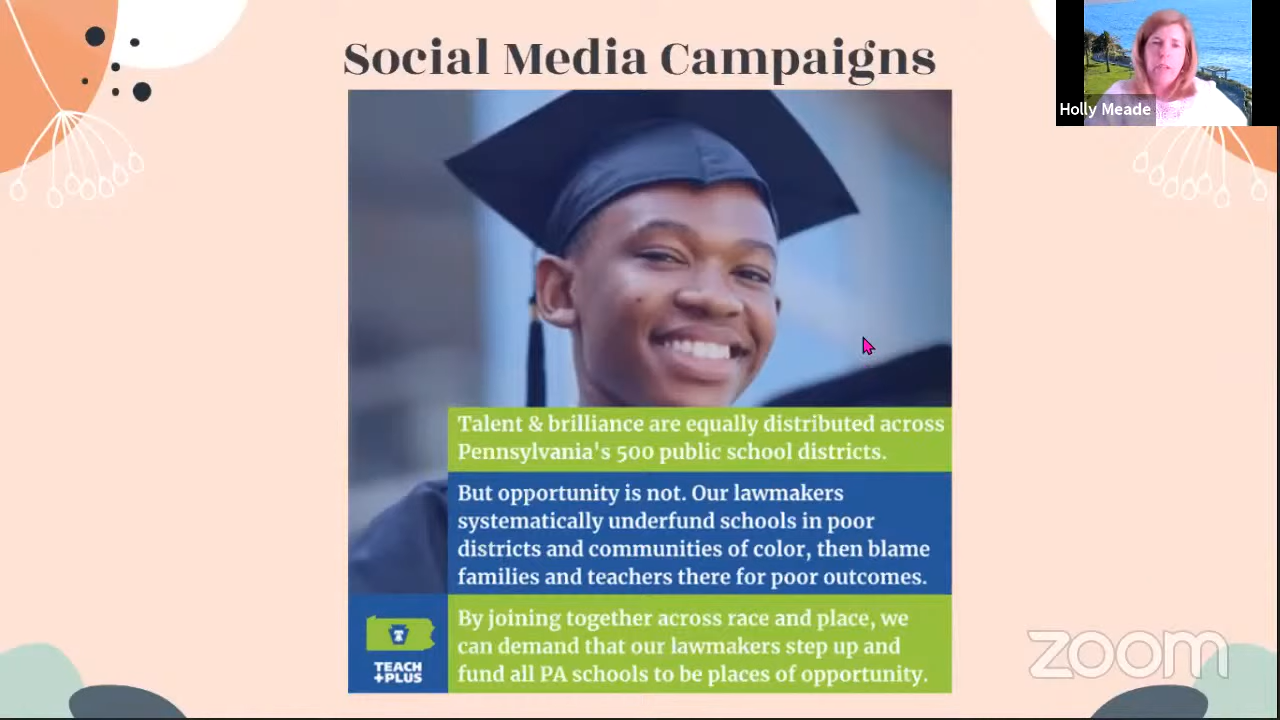 Social Media Campaigns
Holly Meade
Talent & brilliance are equally distributed across
Pennsylvania's 500 public school districts.
But opportunity is not. Our lawmakers
systematically underfund schools in poor
districts and communities of color, then blame
families and teachers there for poor outcomes.
By joining together across race and place, we
can demand that our lawmakers step up and
fund all PA schools to be places of opportunity.
TEACH
+PLUS
zoom